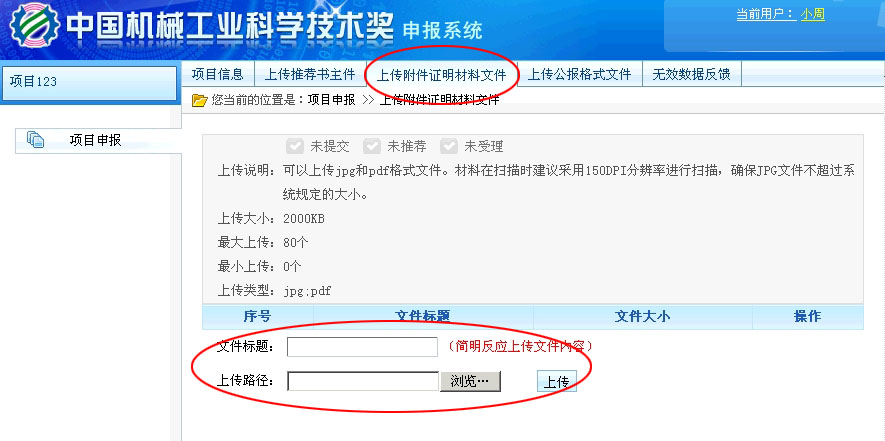 中国机械工业科学技术奖 申报系统
当前用户： 小周
项目123
项目信息 上传推荐书主件 上传附件证明材料文件 上传公报格式文件 无效数据反馈
您当前的位置是：项目申报 >> 上传附件证明材料文件
项目申报
未提交 未推荐 未受理
上传说明：可以上传jpg和pdf格式文件。材料在扫描时建议采用150DPI分辨率进行扫描，确保JPG文件不超过系
统规定的大小。
上传大小：2000KB
最大上传：80个
最小上传：0个
上传类型：jpg;pdf
序号 文件标题 文件大小 操作
文件标题： （简明反应上传文件内容）
上传路径： 浏览… 上传